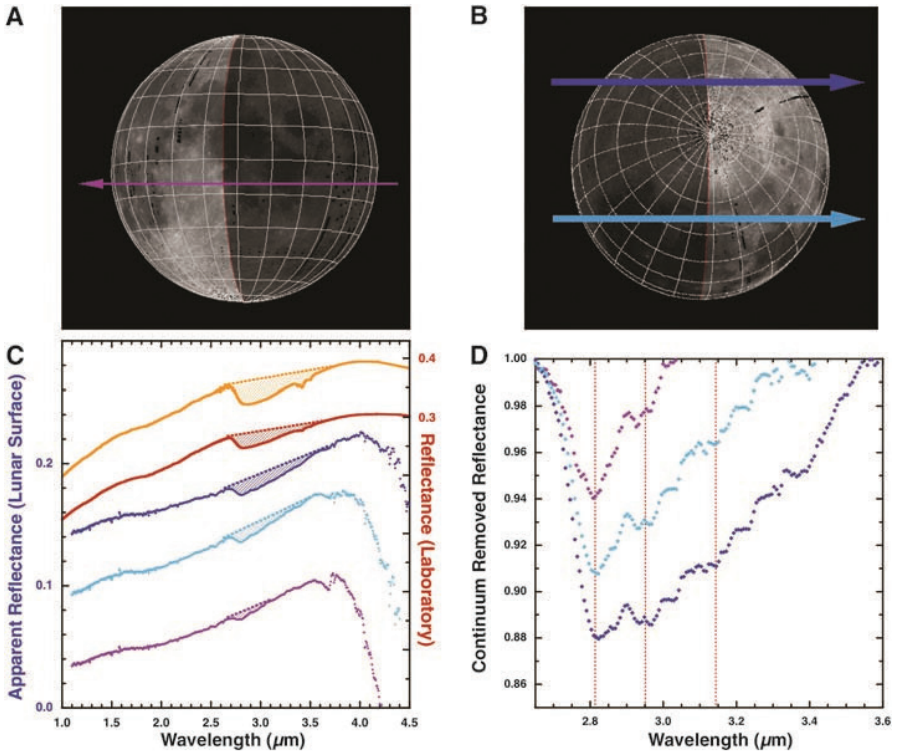 A
B
C
D
Apparent Reflectance (Lunar Surface)
0.2
0.1
0.0
0.4
0.3
Reflectance (Laboratory)
1.0 1.5 2.0 2.5 3.0 3.5 4.0 4.5
Wavelength (µm)
Continuum Removed Reflectance
1.00
0.98
0.96
0.94
0.92
0.90
0.88
0.86
2.8 3.0 3.2 3.4 3.6
Wavelength (µm)